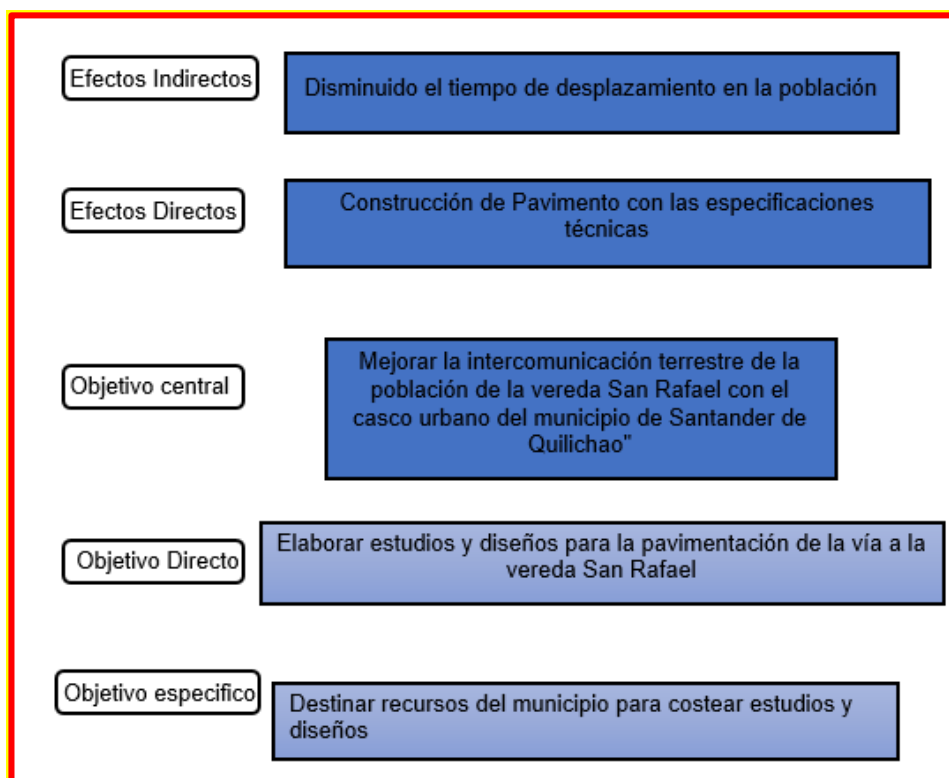 Efectos Indirectos
Disminuido el tiempo de desplazamiento en la población
Efectos Directos
Construcción de Pavimento con las especificaciones
técnicas
Objetivo central
Mejorar la intercomunicación terrestre de la
población de la vereda San Rafael con el
casco urbano del municipio de Santander de
Quilichao"
Objetivo Directo
Elaborar estudios y diseños para la pavimentación de la vía a la
vereda San Rafael
Objetivo especifico
Destinar recursos del municipio para costear estudios y
diseños